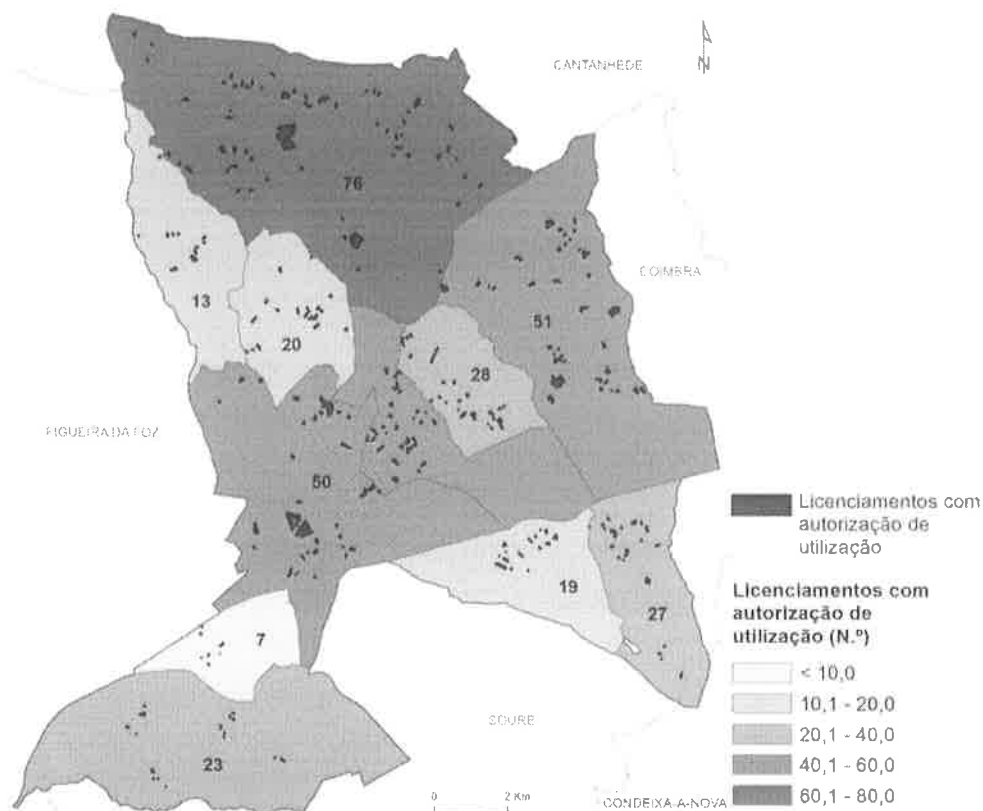 N
CANTANHEDE
76
COIMBRA
13
51
20
28
FIGUEIRA DA FOZ
50
Licenciamentos com
autorização de
utilização
19
27
Licenciamentos com
autorização de
utilização (N.º)
7
< 10,0
10,1 - 20,0
SOURE
20,1 - 40,0
23
40,1 - 60,0
0 2 Km
CONDEIXA-A-NOVA
60,1 - 80,0